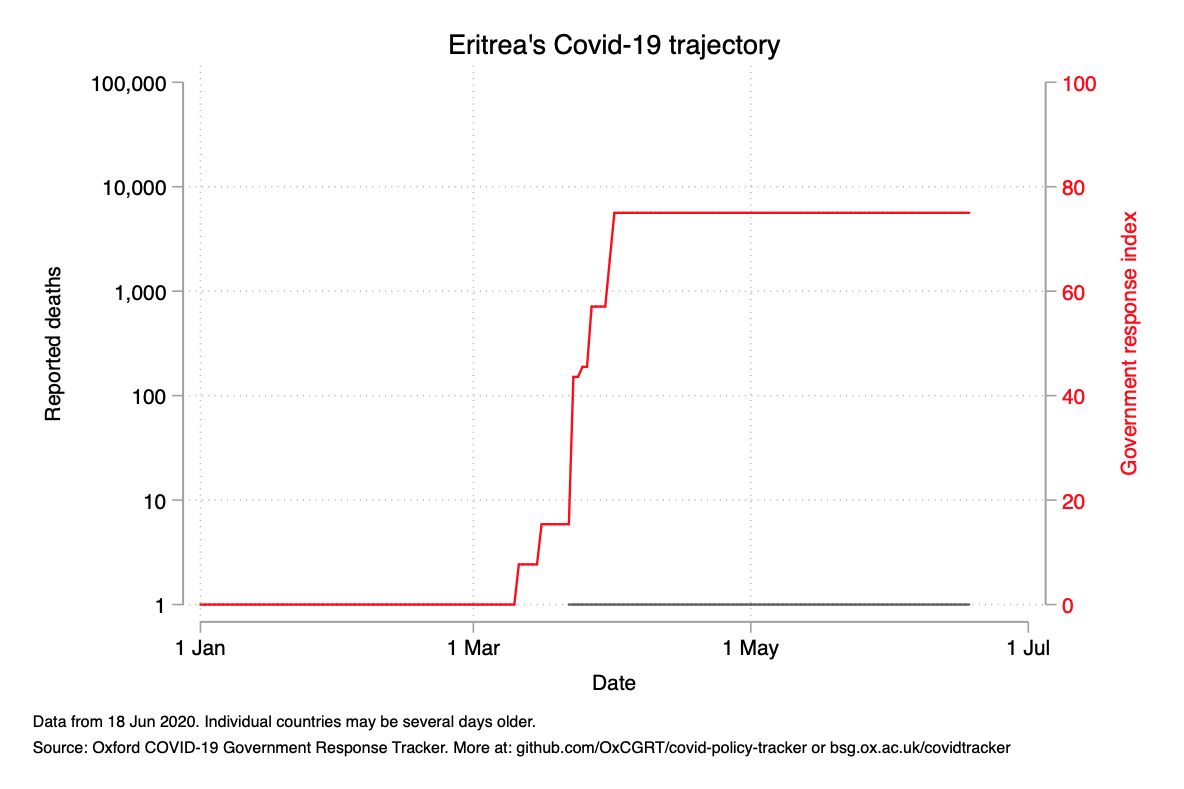 Eritrea's Covid-19 trajectory
100,000
10,000
1,000
100
10
1
Reported deaths
100
80
60
40
20
0
Government response index
1 Jan
1 Mar
1 May
1 Jul
Date
Data from 18 Jun 2020. Individual countries may be several days older.
Source: Oxford COVID-19 Government Response Tracker. More at: github.com/OxCGRT/covid-policy-tracker or bsg.ox.ac.uk/covidtracker